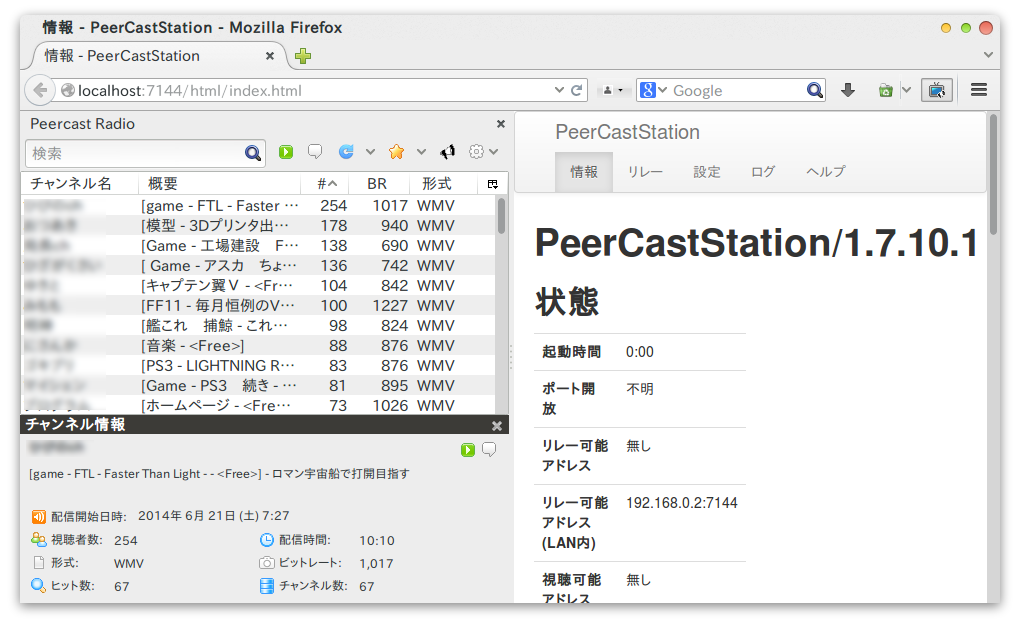 情報 - PeerCastStation - Mozilla Firefox
情報 - PeerCastStation
localhost:7144/html/index.html
Google
Peercast Radio
検索
チャンネル名 概要 # BR 形式
[game - FTL - Faster ⋯ 254 1017 WMV
[模型 - 3Dプリンタ出⋯ 178 940 WMV
[Game - 工場建設　F⋯ 138 690 WMV
[ Game - アスカ　ちょ⋯ 136 742 WMV
[キャプテン翼Ⅴ - <Fr⋯ 104 842 WMV
[FF11 - 毎月恒例のV⋯ 100 1227 WMV
[艦これ　捕鯨 - これ⋯ 98 824 WMV
[音楽 - <Free>] 88 876 WMV
[PS3 - LIGHTNING R⋯ 83 876 WMV
[Game - PS3　続き - ⋯ 81 895 WMV
[ホームページ - <Fre⋯ 73 1026 WMV
チャンネル情報
[game - FTL - Faster Than Light - - <Free>] - ロマン宇宙船で打開目指す
配信開始日時: 2014年 6月 21日 (土) 7:27
視聴者数: 254 配信時間: 10:10
形式: WMV ビットレート: 1,017
ヒット数: 67 チャンネル数: 67
PeerCastStation
情報 リレー 設定 ログ ヘルプ
PeerCastStation/1.7.10.1
状態
起動時間 0:00
ポート開 不明
放
リレー可能 無し
アドレス
リレー可能 192.168.0.2:7144
アドレス
(LAN内)
視聴可能 無し
アドレス